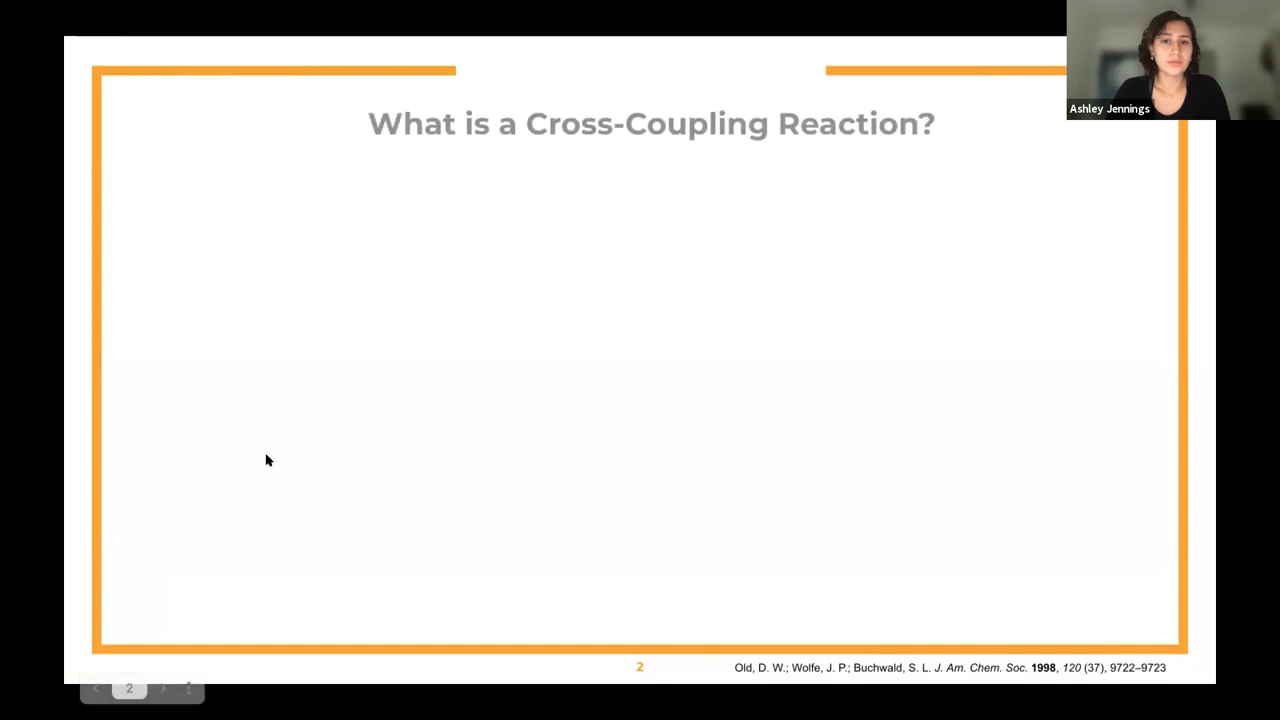 Ashley Jennings
What is a Cross-Coupling Reaction?
2
Old, D. W.; Wolfe, J. P.; Buchwald, S. L. J. Am. Chem. Soc. 1998, 120 (37), 9722–9723
2